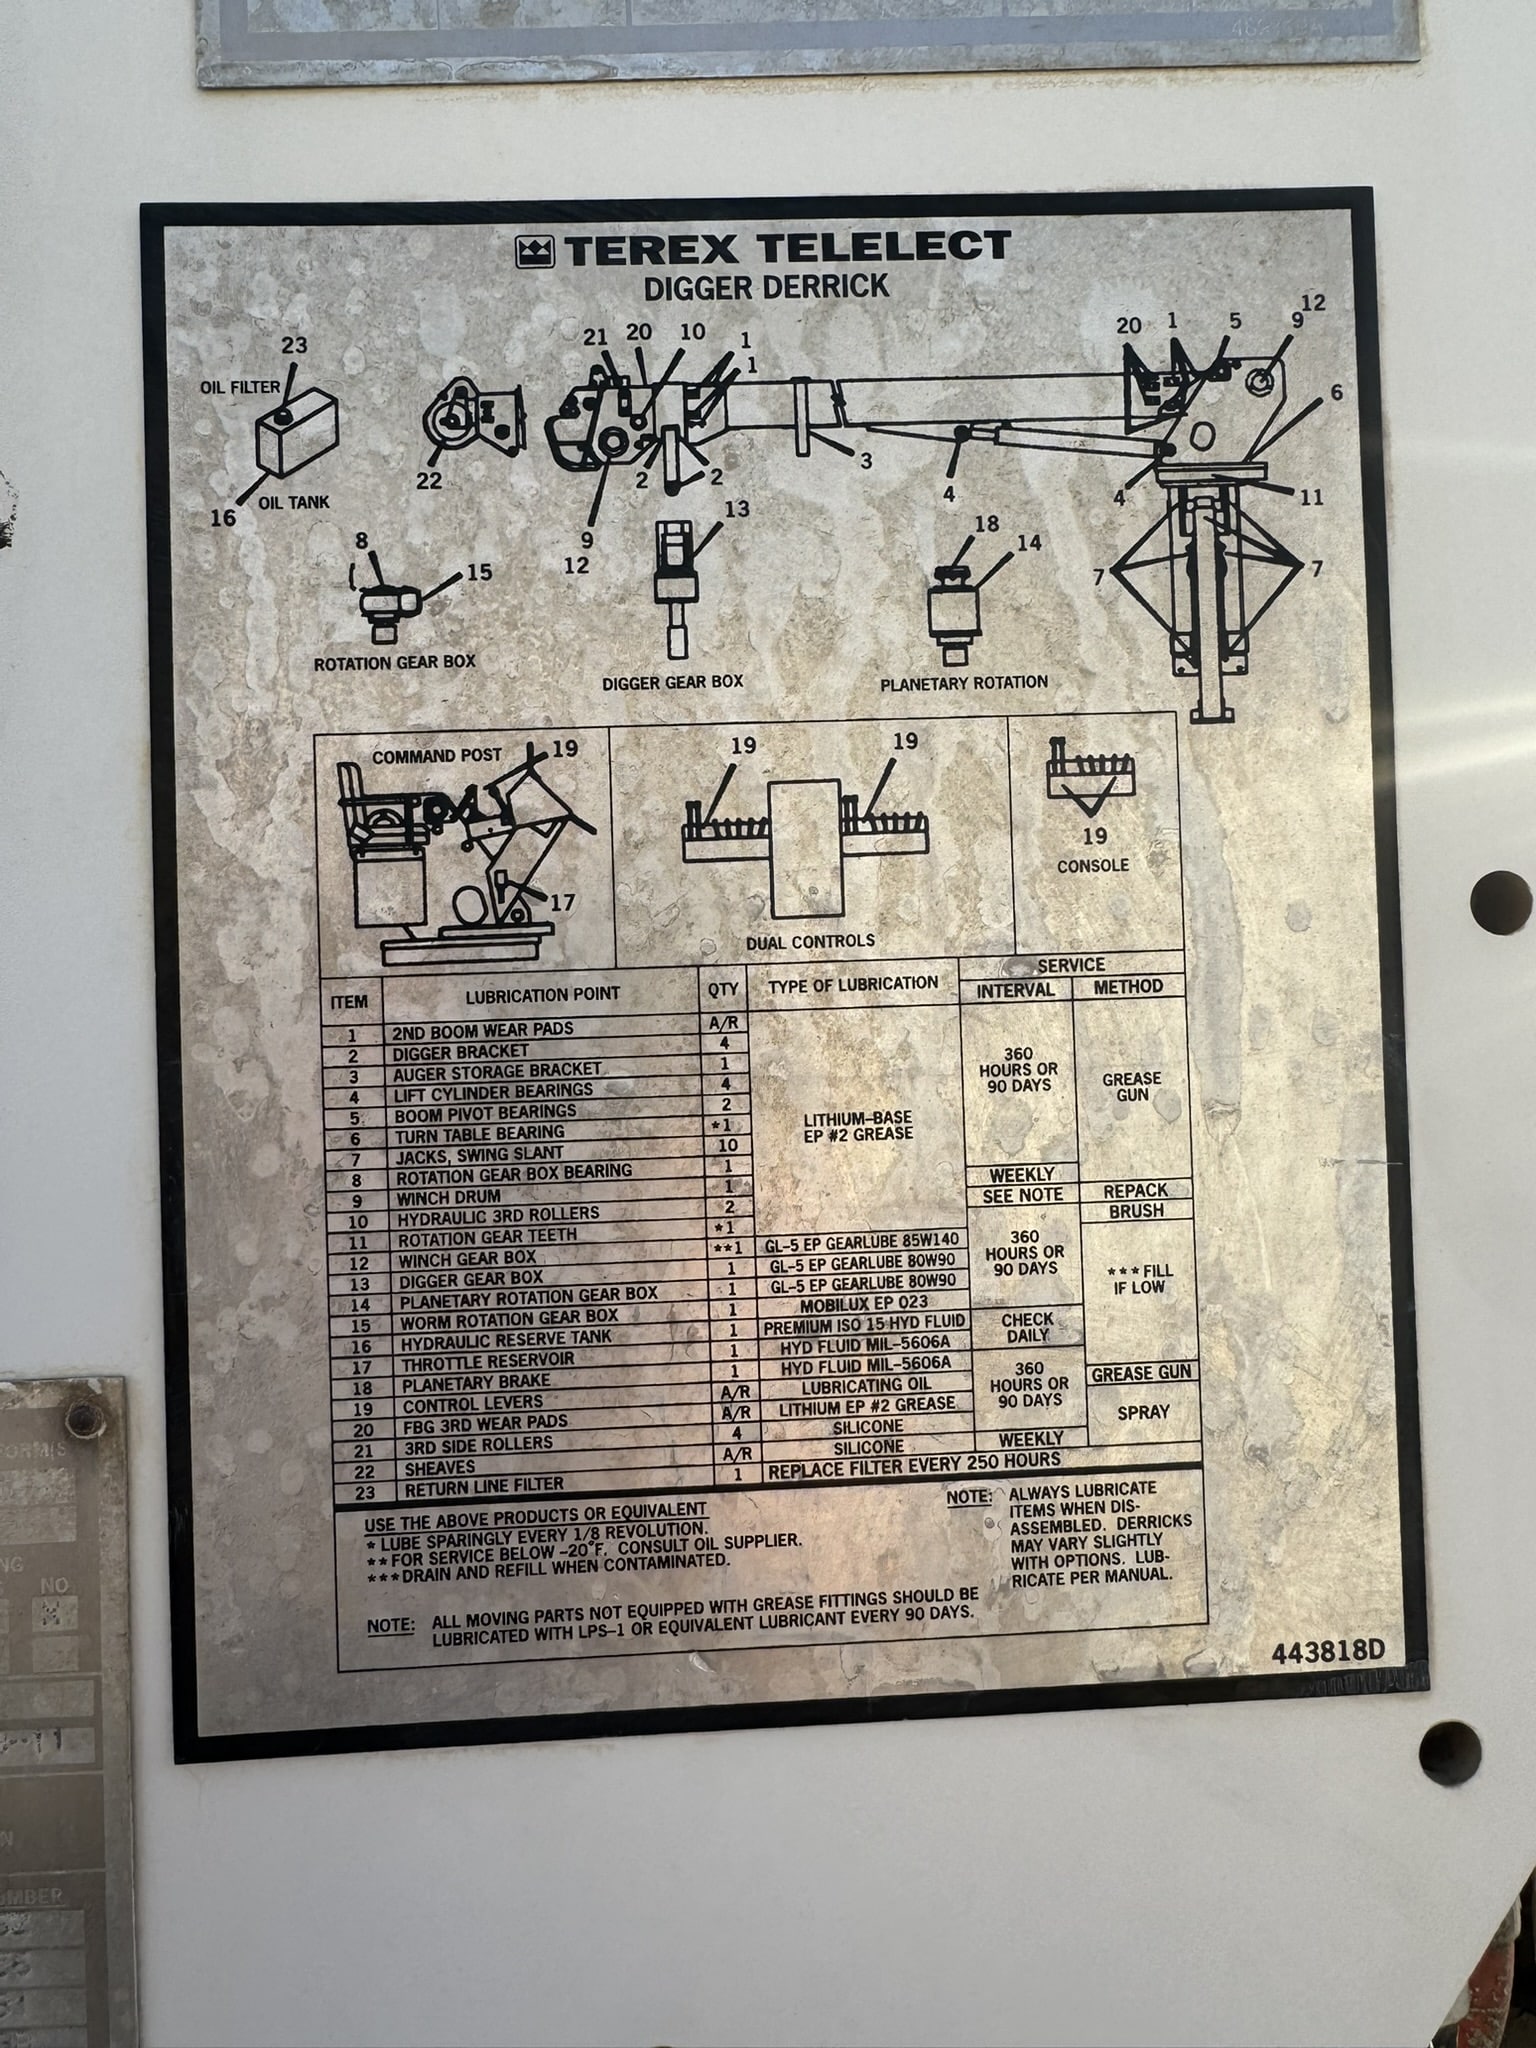 TEREX TELELECT
DIGGER DERRICK
23
OIL FILTER
16
OIL TANK
22
21 20 10 1
1
2 2
3
9
12
4
4
20 1 5 9 12
6
11
7 7
8
15
ROTATION GEAR BOX
13
DIGGER GEAR BOX
18
14
PLANETARY ROTATION
COMMAND POST
19
17
19 19
DUAL CONTROLS
19
CONSOLE
ITEM LUBRICATION POINT QTY TYPE OF LUBRICATION SERVICE
INTERVAL METHOD
1 2ND BOOM WEAR PADS A/R
2 DIGGER BRACKET 4
3 AUGER STORAGE BRACKET 1
4 LIFT CYLINDER BEARINGS 4
5 BOOM PIVOT BEARINGS 2
6 TURN TABLE BEARING *1
7 JACKS, SWING SLANT 10
8 ROTATION GEAR BOX BEARING 1
9 WINCH DRUM 1
10 HYDRAULIC 3RD ROLLERS 2
11 ROTATION GEAR TEETH *1
12 WINCH GEAR BOX **1 GL-5 EP GEARLUBE 85W140
13 DIGGER GEAR BOX 1 GL-5 EP GEARLUBE 80W90
14 PLANETARY ROTATION GEAR BOX 1 GL-5 EP GEARLUBE 80W90
15 WORM ROTATION GEAR BOX 1 MOBILUX EP 023
16 HYDRAULIC RESERVE TANK 1 PREMIUM ISO 15 HYD FLUID
17 THROTTLE RESERVOIR 1 HYD FLUID MIL-5606A
18 PLANETARY BRAKE 1 HYD FLUID MIL-5606A
19 CONTROL LEVERS A/R LUBRICATING OIL
20 FBG 3RD WEAR PADS A/R LITHIUM EP #2 GREASE
21 3RD SIDE ROLLERS 4 SILICONE
22 SHEAVES A/R SILICONE
23 RETURN LINE FILTER 1 REPLACE FILTER EVERY 250 HOURS
LITHIUM-BASE
EP #2 GREASE
360
HOURS OR
90 DAYS
WEEKLY
SEE NOTE
360
HOURS OR
90 DAYS
CHECK
DAILY
360
HOURS OR
90 DAYS
WEEKLY
GREASE
GUN
REPACK
BRUSH
***FILL
IF LOW
GREASE GUN
SPRAY
USE THE ABOVE PRODUCTS OR EQUIVALENT
* LUBE SPARINGLY EVERY 1/8 REVOLUTION.
**FOR SERVICE BELOW -20°F. CONSULT OIL SUPPLIER.
***DRAIN AND REFILL WHEN CONTAMINATED.
NOTE: ALWAYS LUBRICATE
ITEMS WHEN DIS-
ASSEMBLED. DERRICKS
MAY VARY SLIGHTLY
WITH OPTIONS. LUB-
RICATE PER MANUAL.
NOTE: ALL MOVING PARTS NOT EQUIPPED WITH GREASE FITTINGS SHOULD BE
LUBRICATED WITH LPS-1 OR EQUIVALENT LUBRICANT EVERY 90 DAYS.
443818D
NO